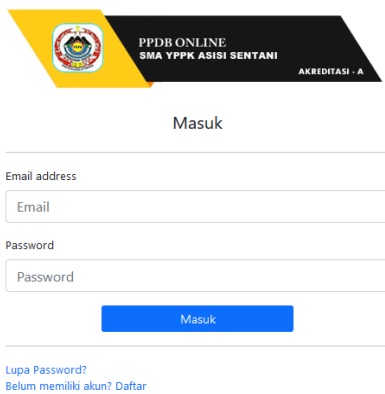 PPDB ONLINE
SMA YPPK ASISI SENTANI
AKREDITASI - A
Masuk
Email address
Email
Password
Password
Masuk
Lupa Password?
Belum memiliki akun? Daftar